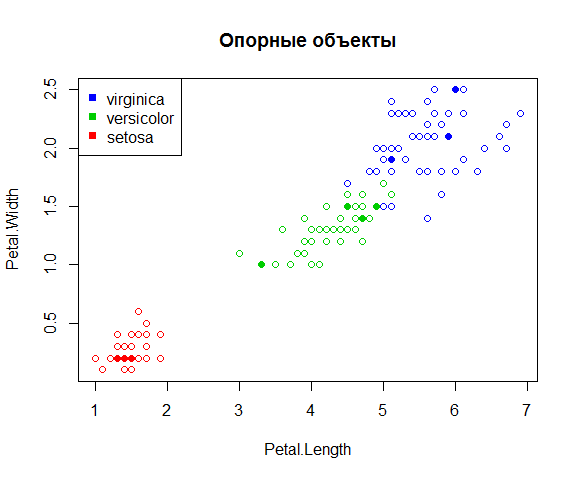 Опорные объекты
virginica
versicolor
setosa
Petal.Width
2.5
2.0
1.5
1.0
0.5
1 2 3 4 5 6 7
Petal.Length